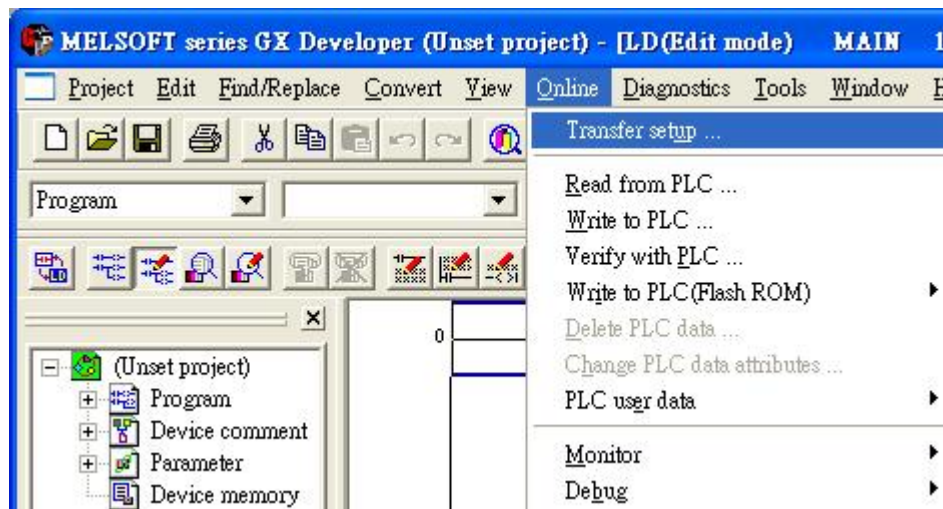 MELSOFT series GX Developer (Unset project) - [LD(Edit mode) MAIN 1
Project Edit Find/Replace Convert View Online Diagnostics Tools Window H
Transfer setup ...
Read from PLC ...
Program
Write to PLC ...
Verify with PLC ...
Write to PLC(Flash ROM)
0
Delete PLC data ...
(Unset project)
Change PLC data attributes ...
Program
PLC user data
Device comment
Parameter
Monitor
Device memory
Debug